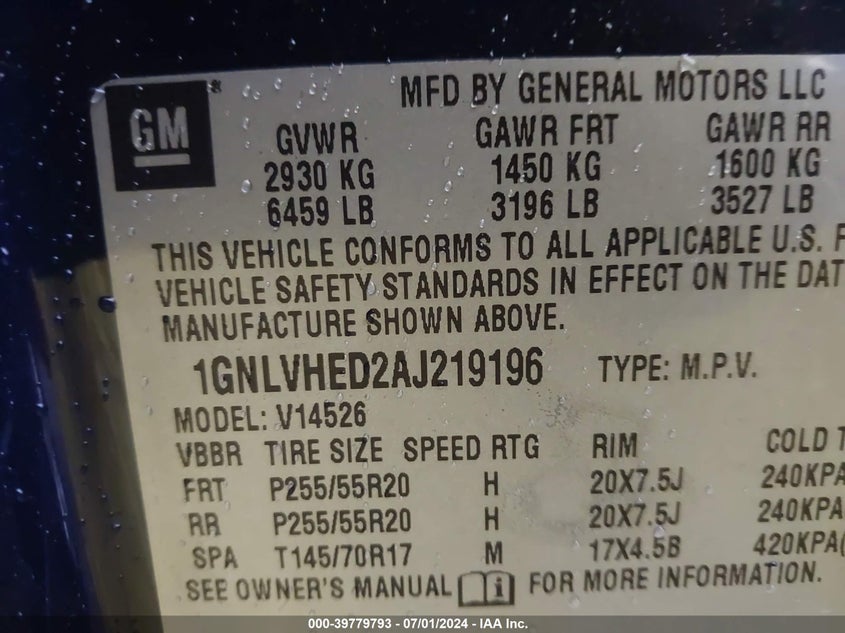 GM
MFD BY GENERAL MOTORS LLC
GVWR GAWR FRT GAWR RR
2930 KG 1450 KG 1600 KG
6459 LB 3196 LB 3527 LB
THIS VEHICLE CONFORMS TO ALL APPLICABLE U.S. F
VEHICLE SAFETY STANDARDS IN EFFECT ON THE DAT
MANUFACTURE SHOWN ABOVE.
1GNLVHED2AJ219196 TYPE: M.P.V.
MODEL: V14526
VBBR TIRE SIZE SPEED RTG RIM COLD T
FRT P255/55R20 H 20X7.5J 240KPA
RR P255/55R20 H 20X7.5J 240KPA
SPA T145/70R17 M 17X4.5B 420KPA(
SEE OWNER'S MANUAL FOR MORE INFORMATION.
000-39779793 - 07/01/2024 - IAA Inc.